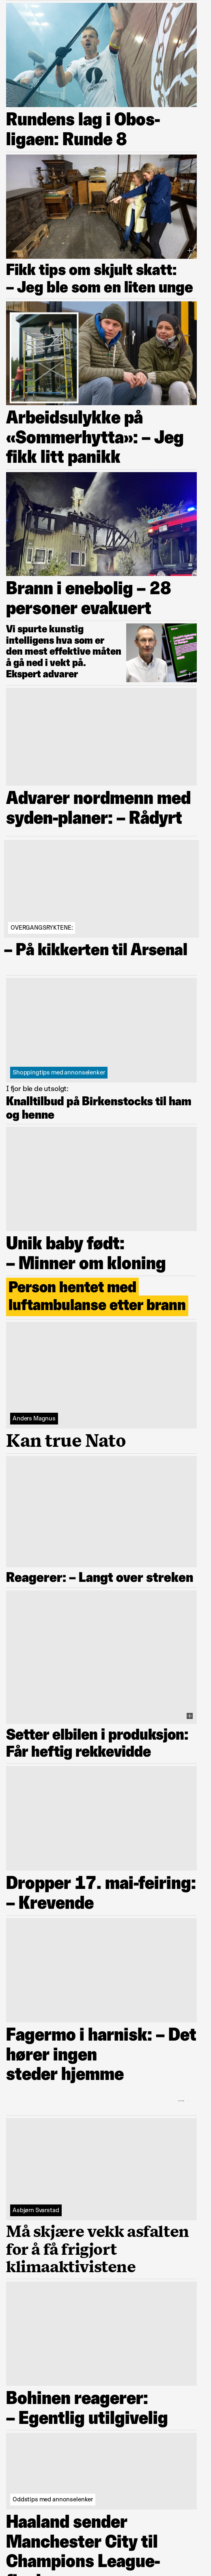 Rundens lag i Obos-
ligaen: Runde 8
Fikk tips om skjult skatt:
– Jeg ble som en liten unge
Arbeidsulykke på
«Sommerhytta»: – Jeg
fikk litt panikk
Brann i enebolig – 28
personer evakuert
Vi spurte kunstig
intelligens hva som er
den mest effektive måten
å gå ned i vekt på.
Ekspert advarer
Advarer nordmenn med
syden-planer: – Rådyrt
OVERGANGSRYKTENE:
– På kikkerten til Arsenal
Shoppingtips med annonselenker
I fjor ble de utsolgt:
Knalltilbud på Birkenstocks til ham
og henne
Unik baby født:
– Minner om kloning
Person hentet med
luftambulanse etter brann
Anders Magnus
Kan true Nato
Reagerer: – Langt over streken
Setter elbilen i produksjon:
Får heftig rekkevidde
Dropper 17. mai-feiring:
– Krevende
Fagermo i harnisk: – Det
hører ingen
steder hjemme
Asbjørn Svarstad
Må skjære vekk asfalten
for å få frigjort
klimaaktivistene
Bohinen reagerer:
– Egentlig utilgivelig
Oddstips med annonselenker
Haaland sender
Manchester City til
Champions League-